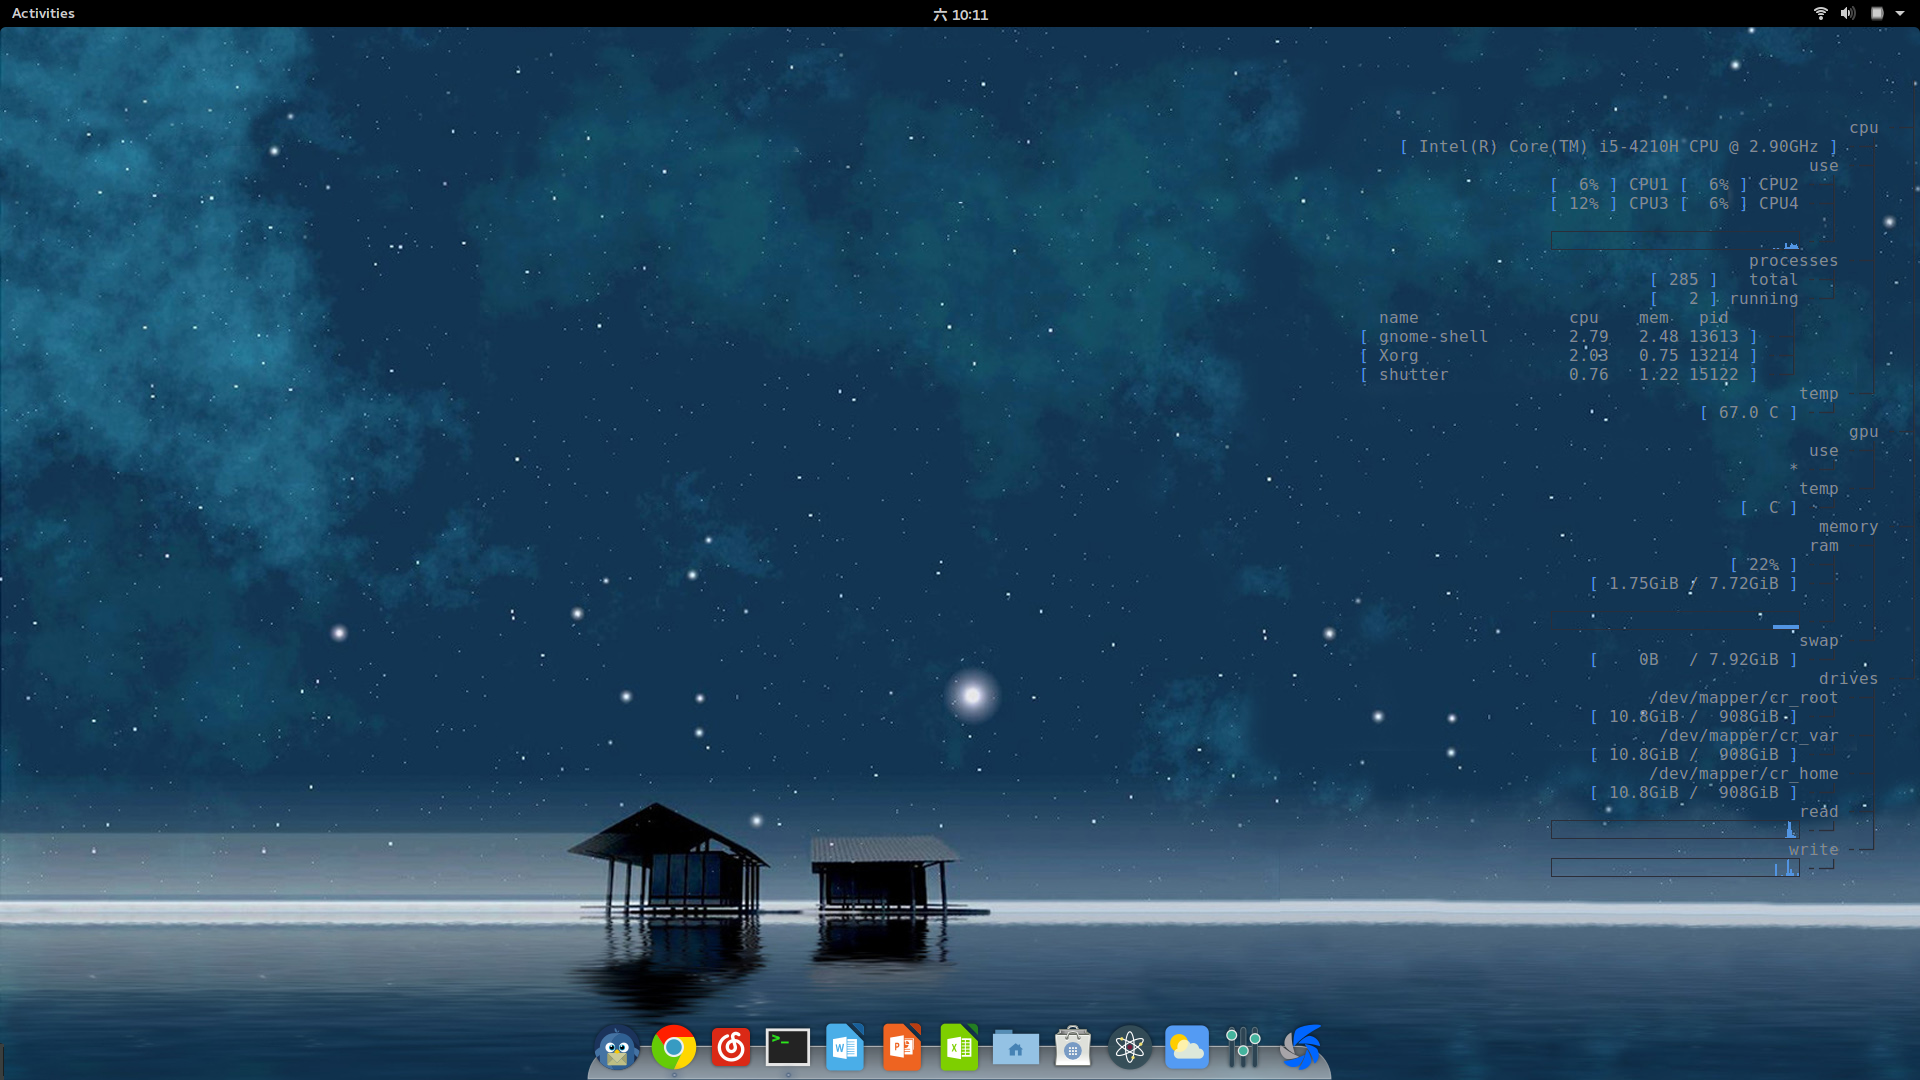 Activities
六 10:11
cpu
[ Intel(R) Core(TM) i5-4210H CPU @ 2.90GHz ]
use
[ 6% ] CPU1 [ 6% ] CPU2
[ 12% ] CPU3 [ 6% ] CPU4
processes
[ 285 ] total
[ 2 ] running
name cpu mem pid
[ gnome-shell 2.79 2.48 13613 ]
[ Xorg 2.03 0.75 13214 ]
[ shutter 0.76 1.22 15122 ]
temp
[ 67.0 C ]
gpu
use
*
temp
[ C ]
memory
ram
[ 22% ]
[ 1.75GiB / 7.72GiB ]
swap
[ 0B / 7.92GiB ]
drives
/dev/mapper/cr_root
[ 10.8GiB / 908GiB ]
/dev/mapper/cr_var
[ 10.8GiB / 908GiB ]
/dev/mapper/cr_home
[ 10.8GiB / 908GiB ]
read
write
>_
W
P
X